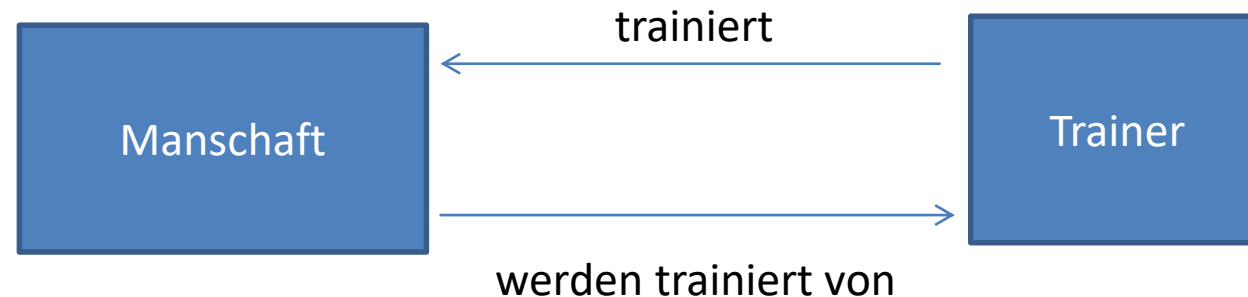 trainiert
Manschaft
Trainer
werden trainiert von